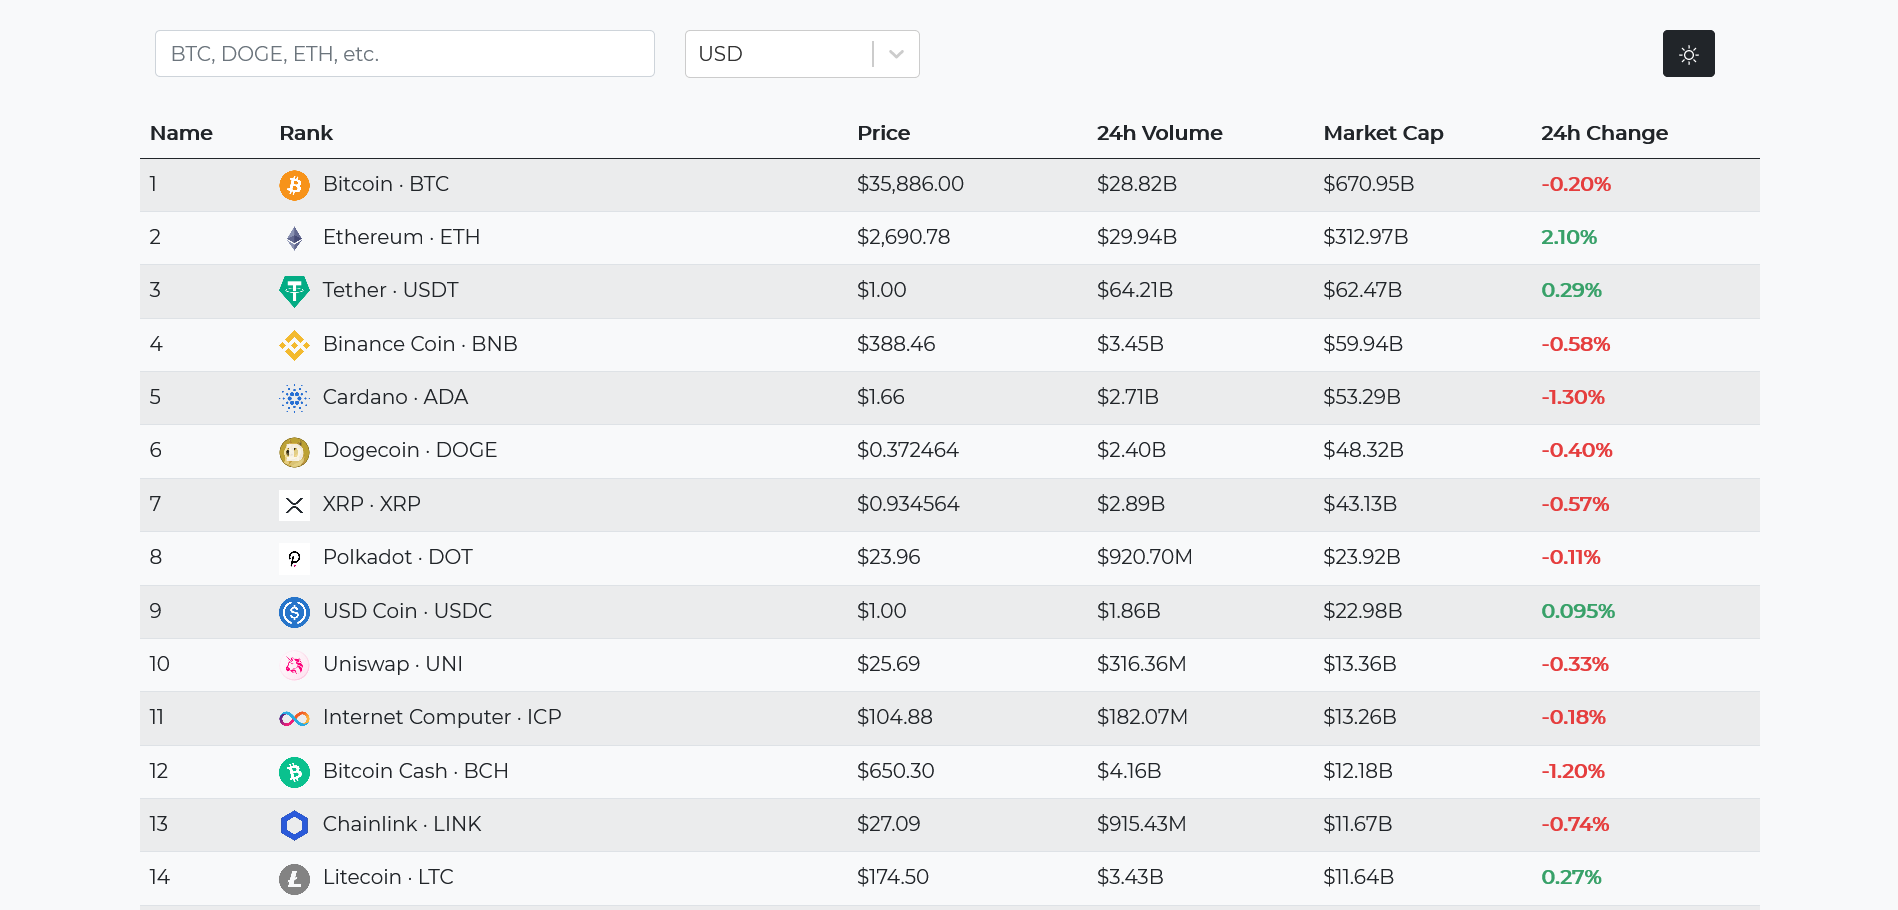 BTC, DOGE, ETH, etc. USD
Name Rank Price 24h Volume Market Cap 24h Change
1 Bitcoin · BTC $35,886.00 $28.82B $670.95B -0.20%
2 Ethereum · ETH $2,690.78 $29.94B $312.97B 2.10%
3 Tether · USDT $1.00 $64.21B $62.47B 0.29%
4 Binance Coin · BNB $388.46 $3.45B $59.94B -0.58%
5 Cardano · ADA $1.66 $2.71B $53.29B -1.30%
6 Dogecoin · DOGE $0.372464 $2.40B $48.32B -0.40%
7 XRP · XRP $0.934564 $2.89B $43.13B -0.57%
8 Polkadot · DOT $23.96 $920.70M $23.92B -0.11%
9 USD Coin · USDC $1.00 $1.86B $22.98B 0.095%
10 Uniswap · UNI $25.69 $316.36M $13.36B -0.33%
11 Internet Computer · ICP $104.88 $182.07M $13.26B -0.18%
12 Bitcoin Cash · BCH $650.30 $4.16B $12.18B -1.20%
13 Chainlink · LINK $27.09 $915.43M $11.67B -0.74%
14 Litecoin · LTC $174.50 $3.43B $11.64B 0.27%